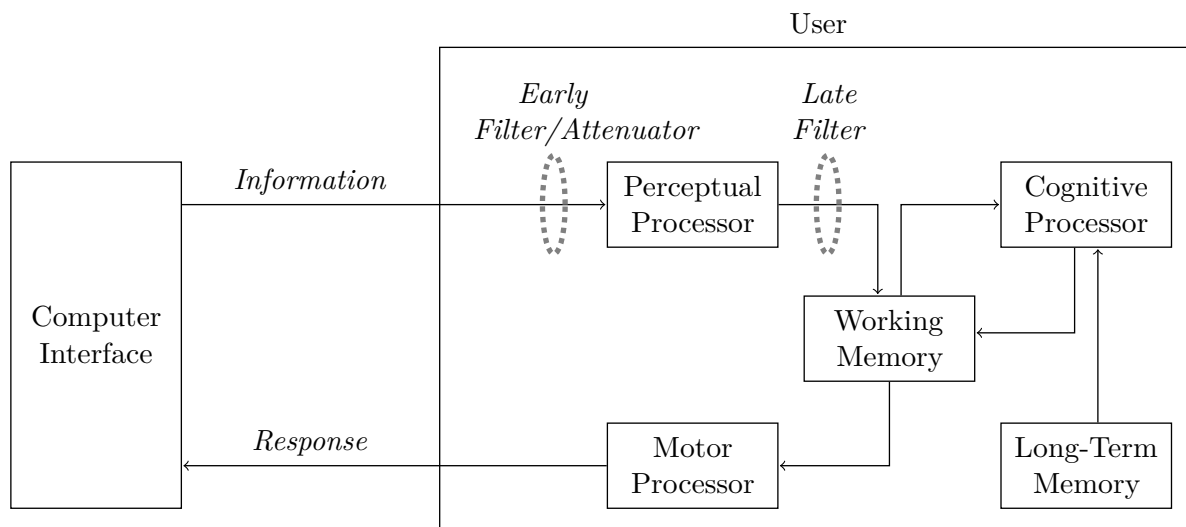 User
Early
Filter/Attenuator
Late
Filter
Information
Perceptual
Processor
Cognitive
Processor
Computer
Interface
Working
Memory
Response
Motor
Processor
Long-Term
Memory